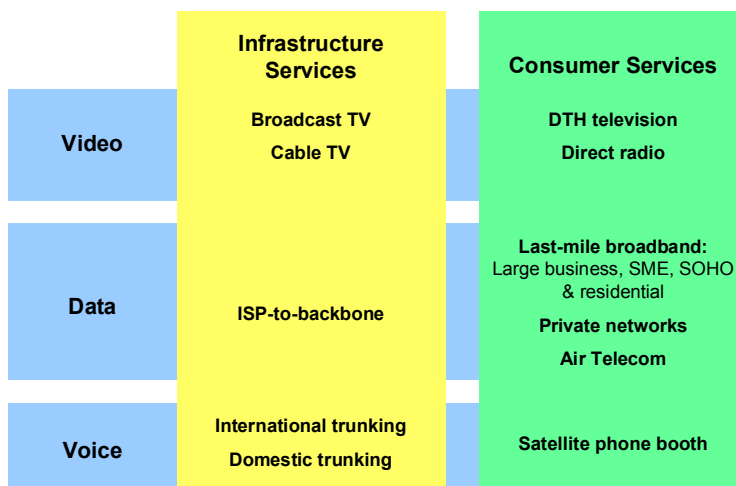 Infrastructure
Services
Consumer Services
Video
Broadcast TV
Cable TV
DTH television
Direct radio
Data
ISP-to-backbone
Last-mile broadband:
Large business, SME, SOHO
& residential
Private networks
Air Telecom
Voice
International trunking
Domestic trunking
Satellite phone booth